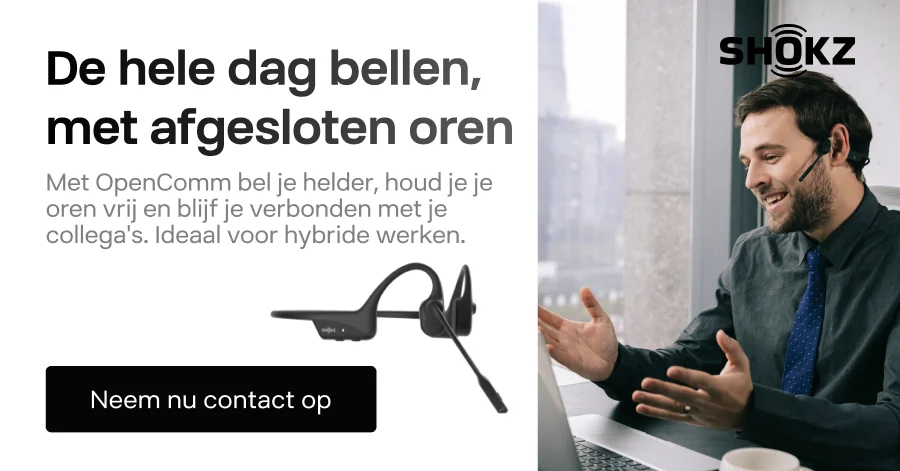 De hele dag bellen,
met afgesloten oren
Met OpenComm bel je helder, houd je je
oren vrij en blijf je verbonden met je
collega's. Ideaal voor hybride werken.
Neem nu contact op
SHOKZ
SHOKZ